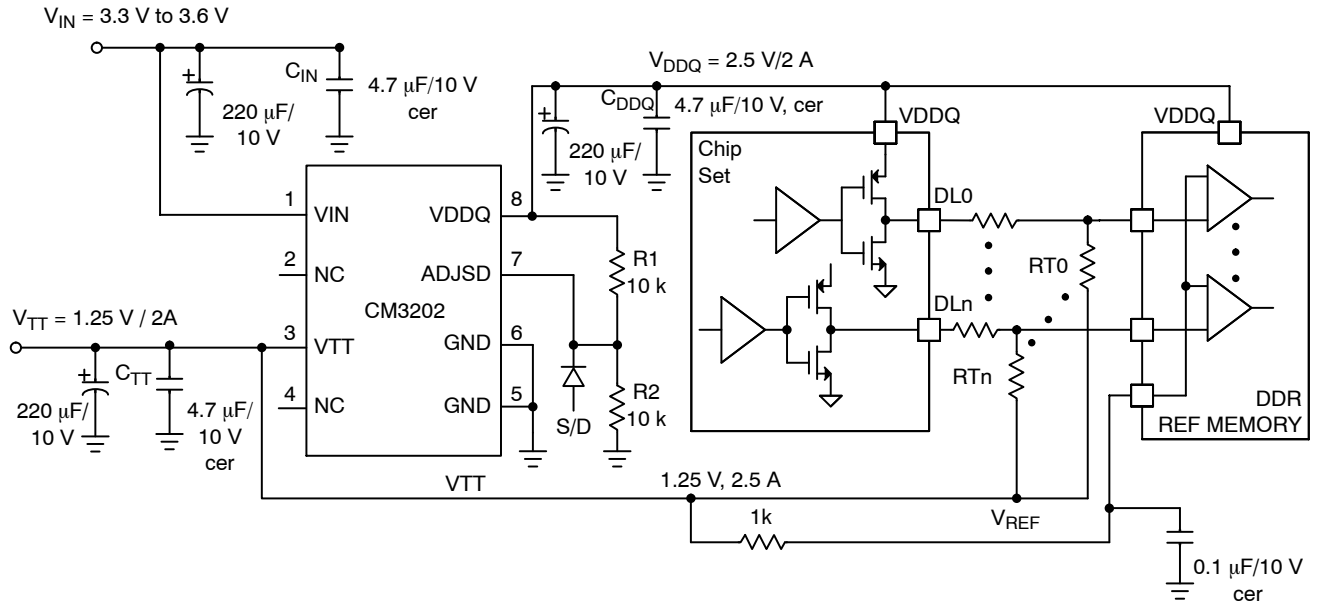 V_IN = 3.3 V to 3.6 V
C_IN
4.7 μF/10 V
cer
220 μF/
10 V
+
V_DDQ = 2.5 V/2 A
C_DDQ
4.7 μF/10 V, cer
220 μF/
10 V
+
VDDQ
VDDQ
Chip
Set
DL0
DLn
RT0
RTn
DDR
REF MEMORY
1
VIN
2
NC
3
VTT
4
NC
CM3202
VDDQ
8
ADJSD
7
GND
6
GND
5
R1
10 k
R2
10 k
S/D
V_TT = 1.25 V / 2A
+
C_TT
220 μF/
10 V
4.7 μF/
10 V
cer
VTT
1.25 V, 2.5 A
1k
V_REF
0.1 μF/10 V
cer